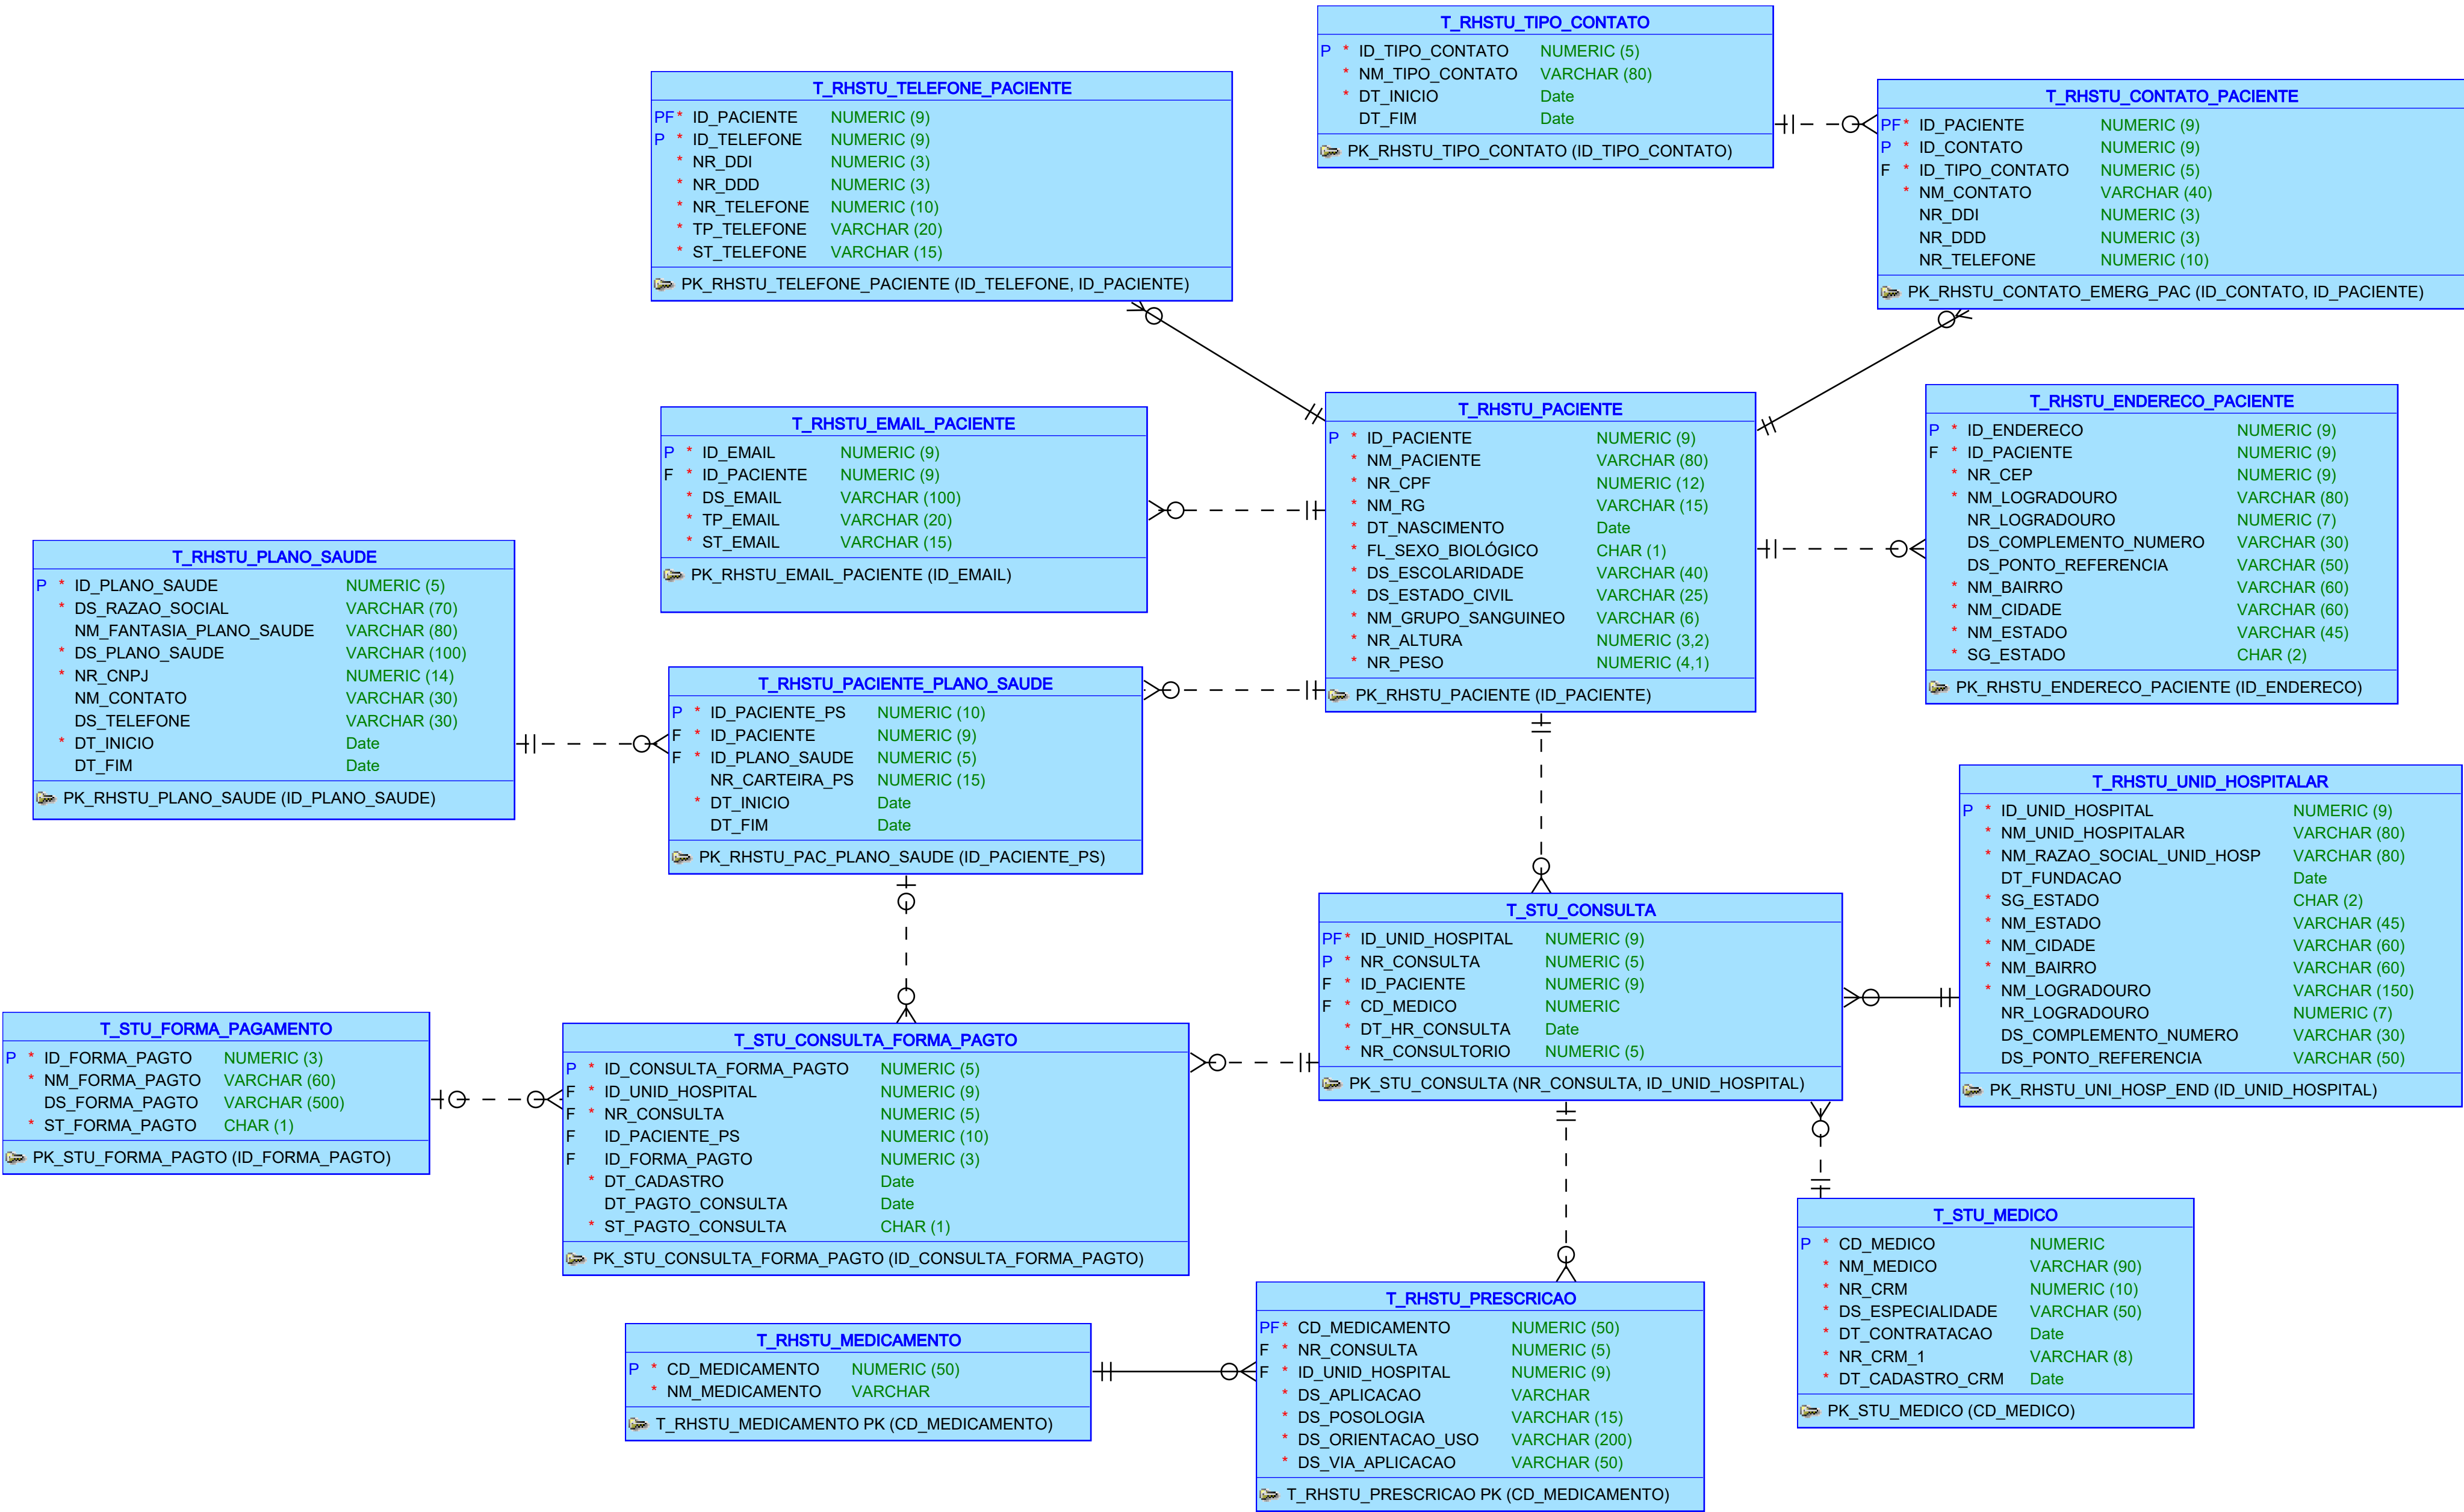 T_RHSTU_TIPO_CONTATO
P * ID_TIPO_CONTATO NUMERIC (5)
* NM_TIPO_CONTATO VARCHAR (80)
* DT_INICIO Date
DT_FIM Date
PK_RHSTU_TIPO_CONTATO (ID_TIPO_CONTATO)
T_RHSTU_TELEFONE_PACIENTE
PF* ID_PACIENTE NUMERIC (9)
P * ID_TELEFONE NUMERIC (9)
* NR_DDI NUMERIC (3)
* NR_DDD NUMERIC (3)
* NR_TELEFONE NUMERIC (10)
* TP_TELEFONE VARCHAR (20)
* ST_TELEFONE VARCHAR (15)
PK_RHSTU_TELEFONE_PACIENTE (ID_TELEFONE, ID_PACIENTE)
T_RHSTU_CONTATO_PACIENTE
PF* ID_PACIENTE NUMERIC (9)
P * ID_CONTATO NUMERIC (9)
F * ID_TIPO_CONTATO NUMERIC (5)
* NM_CONTATO VARCHAR (40)
NR_DDI NUMERIC (3)
NR_DDD NUMERIC (3)
NR_TELEFONE NUMERIC (10)
PK_RHSTU_CONTATO_EMERG_PAC (ID_CONTATO, ID_PACIENTE)
T_RHSTU_EMAIL_PACIENTE
P * ID_EMAIL NUMERIC (9)
F * ID_PACIENTE NUMERIC (9)
* DS_EMAIL VARCHAR (100)
* TP_EMAIL VARCHAR (20)
* ST_EMAIL VARCHAR (15)
PK_RHSTU_EMAIL_PACIENTE (ID_EMAIL)
T_RHSTU_PACIENTE
P * ID_PACIENTE NUMERIC (9)
* NM_PACIENTE VARCHAR (80)
* NR_CPF NUMERIC (12)
* NM_RG VARCHAR (15)
* DT_NASCIMENTO Date
* FL_SEXO_BIOLÓGICO CHAR (1)
* DS_ESCOLARIDADE VARCHAR (40)
* DS_ESTADO_CIVIL VARCHAR (25)
* NM_GRUPO_SANGUINEO VARCHAR (6)
* NR_ALTURA NUMERIC (3,2)
* NR_PESO NUMERIC (4,1)
PK_RHSTU_PACIENTE (ID_PACIENTE)
T_RHSTU_ENDERECO_PACIENTE
P * ID_ENDERECO NUMERIC (9)
F * ID_PACIENTE NUMERIC (9)
* NR_CEP NUMERIC (9)
* NM_LOGRADOURO VARCHAR (80)
NR_LOGRADOURO NUMERIC (7)
DS_COMPLEMENTO_NUMERO VARCHAR (30)
DS_PONTO_REFERENCIA VARCHAR (50)
* NM_BAIRRO VARCHAR (60)
* NM_CIDADE VARCHAR (60)
* NM_ESTADO VARCHAR (45)
* SG_ESTADO CHAR (2)
PK_RHSTU_ENDERECO_PACIENTE (ID_ENDERECO)
T_RHSTU_PLANO_SAUDE
P * ID_PLANO_SAUDE NUMERIC (5)
* DS_RAZAO_SOCIAL VARCHAR (70)
NM_FANTASIA_PLANO_SAUDE VARCHAR (80)
* DS_PLANO_SAUDE VARCHAR (100)
* NR_CNPJ NUMERIC (14)
NM_CONTATO VARCHAR (30)
DS_TELEFONE VARCHAR (30)
* DT_INICIO Date
DT_FIM Date
PK_RHSTU_PLANO_SAUDE (ID_PLANO_SAUDE)
T_RHSTU_PACIENTE_PLANO_SAUDE
P * ID_PACIENTE_PS NUMERIC (10)
F * ID_PACIENTE NUMERIC (9)
F * ID_PLANO_SAUDE NUMERIC (5)
NR_CARTEIRA_PS NUMERIC (15)
* DT_INICIO Date
DT_FIM Date
PK_RHSTU_PAC_PLANO_SAUDE (ID_PACIENTE_PS)
T_RHSTU_UNID_HOSPITALAR
P * ID_UNID_HOSPITAL NUMERIC (9)
* NM_UNID_HOSPITALAR VARCHAR (80)
* NM_RAZAO_SOCIAL_UNID_HOSP VARCHAR (80)
DT_FUNDACAO Date
* SG_ESTADO CHAR (2)
* NM_ESTADO VARCHAR (45)
* NM_CIDADE VARCHAR (60)
* NM_BAIRRO VARCHAR (60)
* NM_LOGRADOURO VARCHAR (150)
NR_LOGRADOURO NUMERIC (7)
DS_COMPLEMENTO_NUMERO VARCHAR (30)
DS_PONTO_REFERENCIA VARCHAR (50)
PK_RHSTU_UNI_HOSP_END (ID_UNID_HOSPITAL)
T_STU_CONSULTA
PF* ID_UNID_HOSPITAL NUMERIC (9)
P * NR_CONSULTA NUMERIC (5)
F * ID_PACIENTE NUMERIC (9)
F * CD_MEDICO NUMERIC
* DT_HR_CONSULTA Date
* NR_CONSULTORIO NUMERIC (5)
PK_STU_CONSULTA (NR_CONSULTA, ID_UNID_HOSPITAL)
T_STU_FORMA_PAGAMENTO
P * ID_FORMA_PAGTO NUMERIC (3)
* NM_FORMA_PAGTO VARCHAR (60)
DS_FORMA_PAGTO VARCHAR (500)
* ST_FORMA_PAGTO CHAR (1)
PK_STU_FORMA_PAGTO (ID_FORMA_PAGTO)
T_STU_CONSULTA_FORMA_PAGTO
P * ID_CONSULTA_FORMA_PAGTO NUMERIC (5)
F * ID_UNID_HOSPITAL NUMERIC (9)
F * NR_CONSULTA NUMERIC (5)
F ID_PACIENTE_PS NUMERIC (10)
F ID_FORMA_PAGTO NUMERIC (3)
* DT_CADASTRO Date
DT_PAGTO_CONSULTA Date
* ST_PAGTO_CONSULTA CHAR (1)
PK_STU_CONSULTA_FORMA_PAGTO (ID_CONSULTA_FORMA_PAGTO)
T_STU_MEDICO
P * CD_MEDICO NUMERIC
* NM_MEDICO VARCHAR (90)
* NR_CRM NUMERIC (10)
* DS_ESPECIALIDADE VARCHAR (50)
* DT_CONTRATACAO Date
* NR_CRM_1 VARCHAR (8)
* DT_CADASTRO_CRM Date
PK_STU_MEDICO (CD_MEDICO)
T_RHSTU_MEDICAMENTO
P * CD_MEDICAMENTO NUMERIC (50)
* NM_MEDICAMENTO VARCHAR
T_RHSTU_MEDICAMENTO PK (CD_MEDICAMENTO)
T_RHSTU_PRESCRICAO
PF* CD_MEDICAMENTO NUMERIC (50)
F * NR_CONSULTA NUMERIC (5)
F * ID_UNID_HOSPITAL NUMERIC (9)
* DS_APLICACAO VARCHAR
* DS_POSOLOGIA VARCHAR (15)
* DS_ORIENTACAO_USO VARCHAR (200)
* DS_VIA_APLICACAO VARCHAR (50)
T_RHSTU_PRESCRICAO PK (CD_MEDICAMENTO)